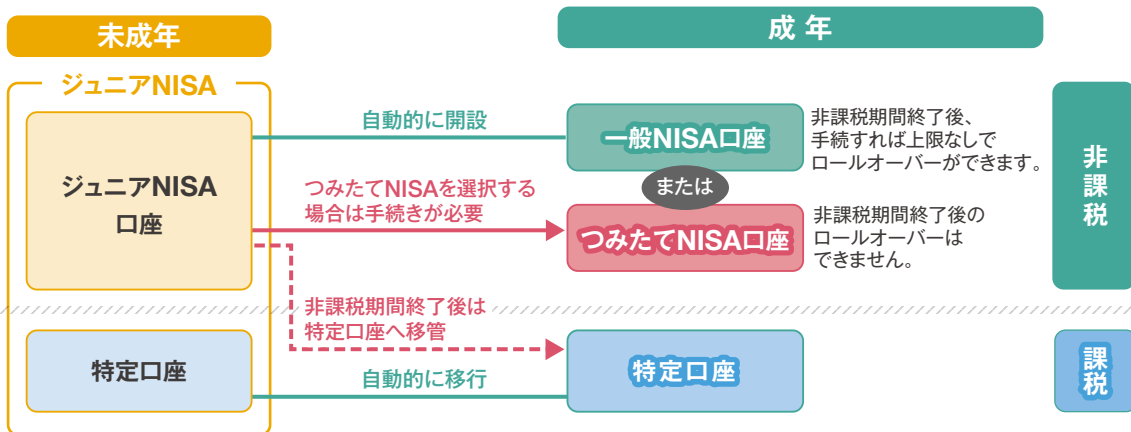 未成年
成年
ジュニアNISA
ジュニアNISA
口座
自動的に開設
一般NISA口座
非課税期間終了後、
手続すれば上限なしで
ロールオーバーができます。
または
つみたてNISAを選択する
場合は手続きが必要
つみたてNISA口座
非課税期間終了後の
ロールオーバーは
できません。
非課税
非課税期間終了後は
特定口座へ移管
特定口座
自動的に移行
特定口座
課税